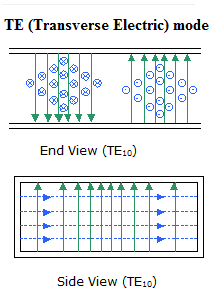 TE (Transverse Electric) mode
End View (TE₁₀)
Side View (TE₁₀)